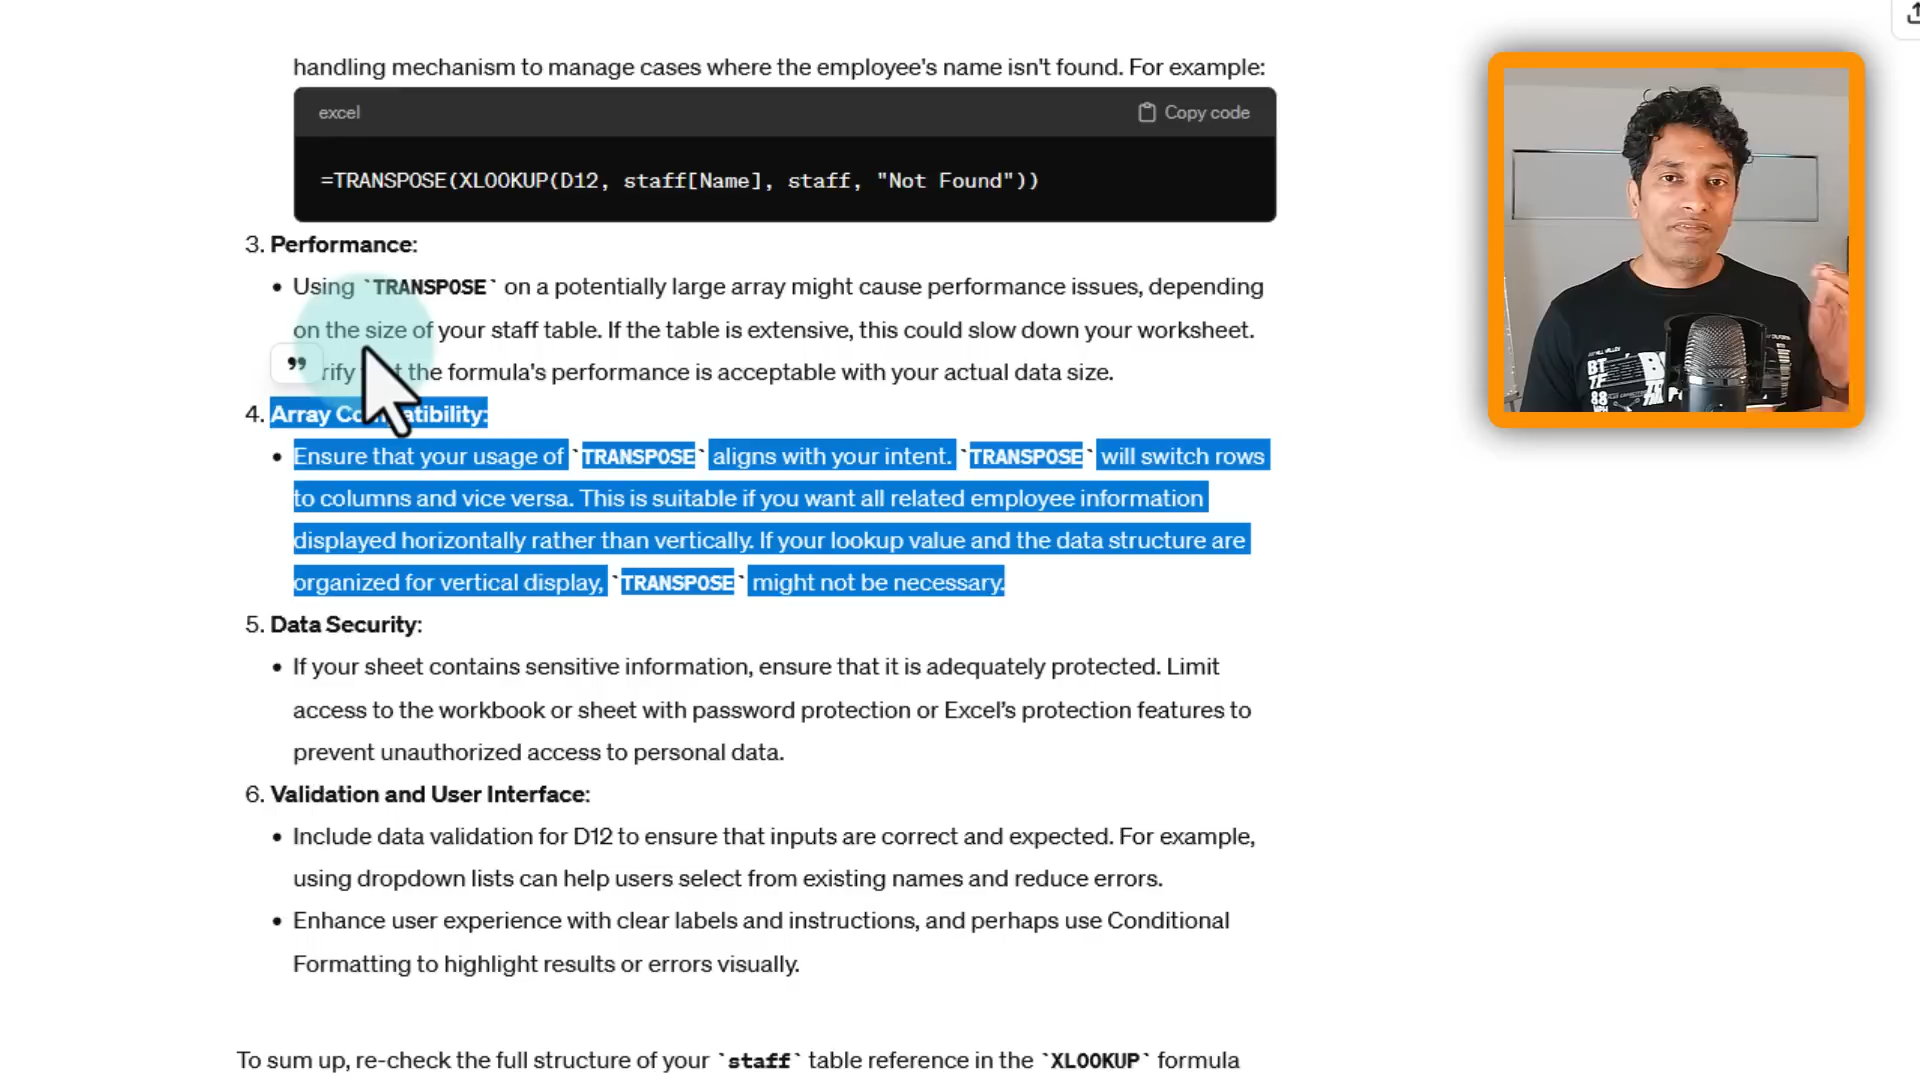 handling mechanism to manage cases where the employee's name isn't found. For example:
excel
Copy code
=TRANSPOSE(XLOOKUP(D12, staff[Name], staff, "Not Found"))
3. Performance:
• Using `TRANSPOSE` on a potentially large array might cause performance issues, depending
on the size of your staff table. If the table is extensive, this could slow down your worksheet.
the formula's performance is acceptable with your actual data size.
4. Array
• Ensure that your usage of `TRANSPOSE` aligns with your intent. `TRANSPOSE` will switch rows
to columns and vice versa. This is suitable if you want all related employee information
displayed horizontally rather than vertically. If your lookup value and the data structure are
organized for vertical display, `TRANSPOSE` might not be necessary.
5. Data Security:
• If your sheet contains sensitive information, ensure that it is adequately protected. Limit
access to the workbook or sheet with password protection or Excel’s protection features to
prevent unauthorized access to personal data.
6. Validation and User Interface:
• Include data validation for D12 to ensure that inputs are correct and expected. For example,
using dropdown lists can help users select from existing names and reduce errors.
• Enhance user experience with clear labels and instructions, and perhaps use Conditional
Formatting to highlight results or errors visually.
To sum up, re-check the full structure of your `staff` table reference in the `XLOOKUP` formula
BT
TF
88